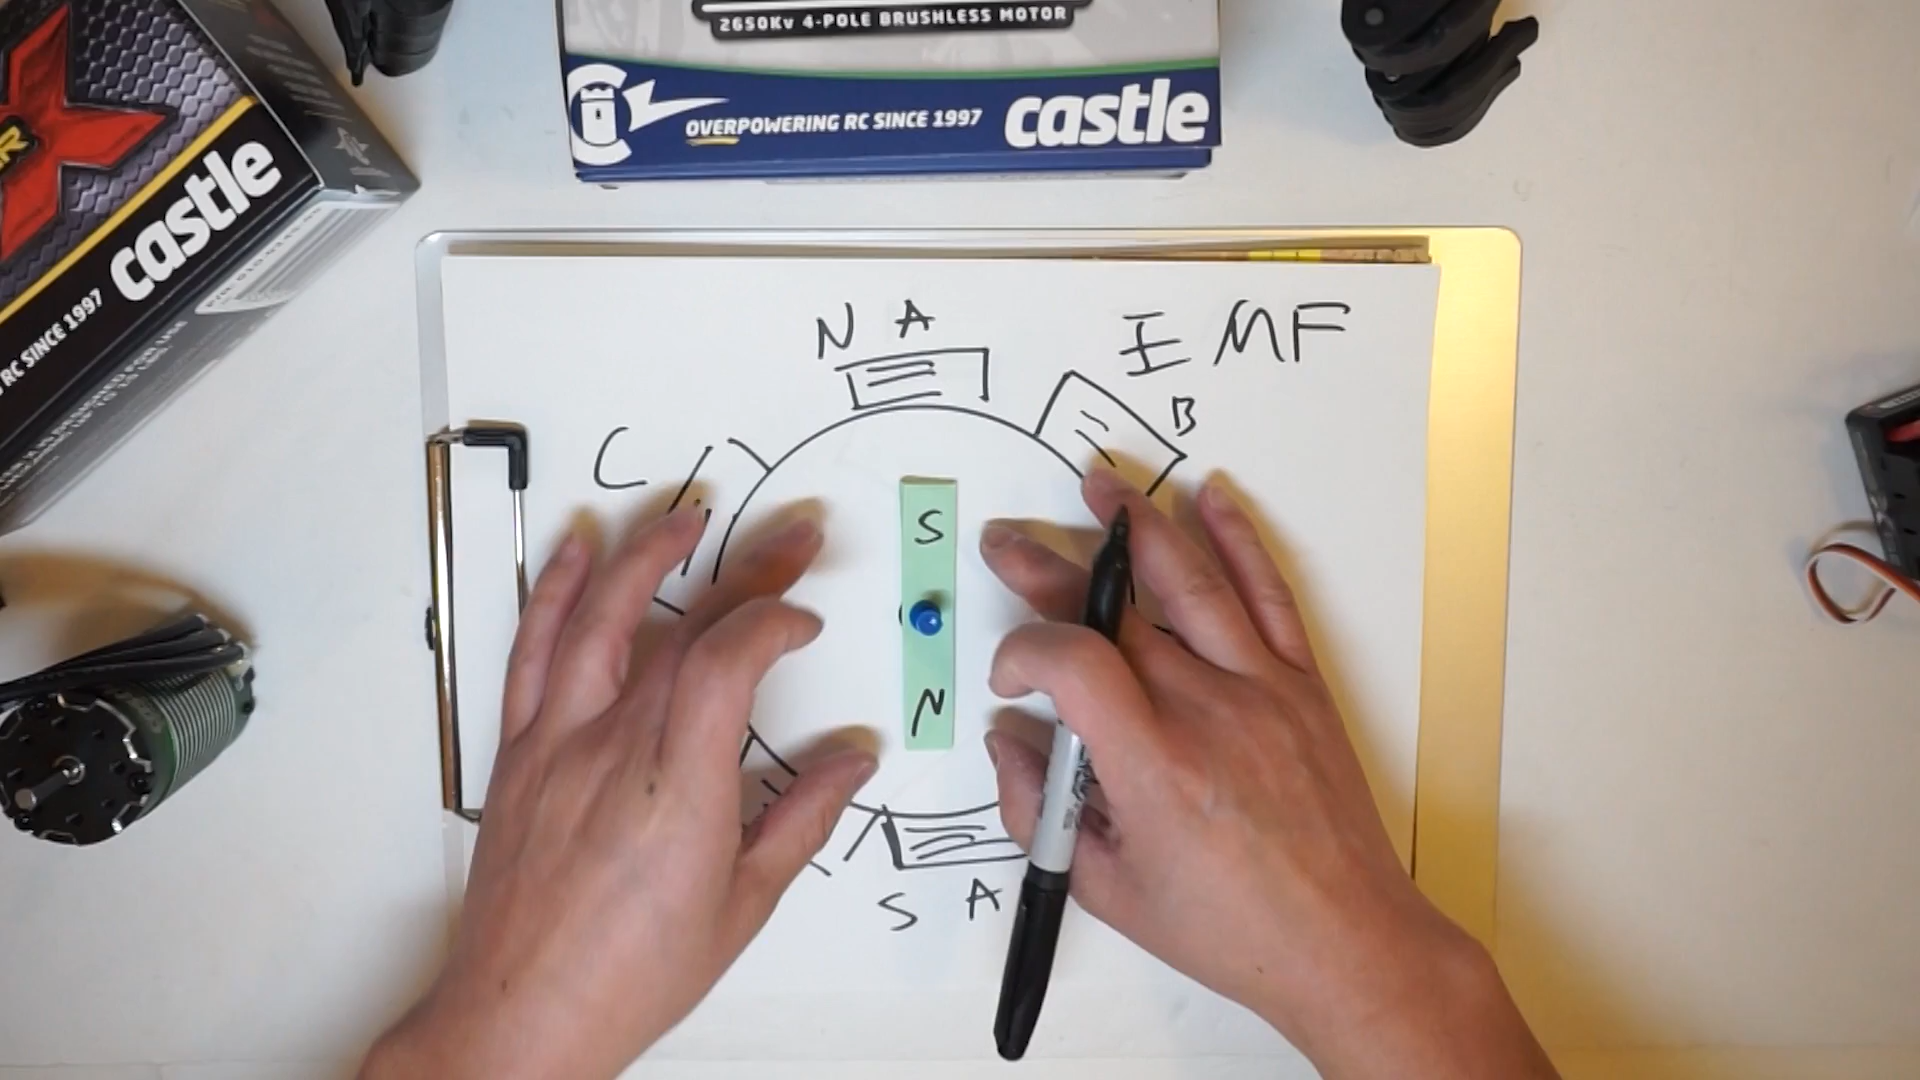 2650Kv 4-POLE BRUSHLESS MOTOR
OVERPOWERING RC SINCE 1997
castle
castle
RC SINCE 1997
N A
EMF
B
C
S
N
S A